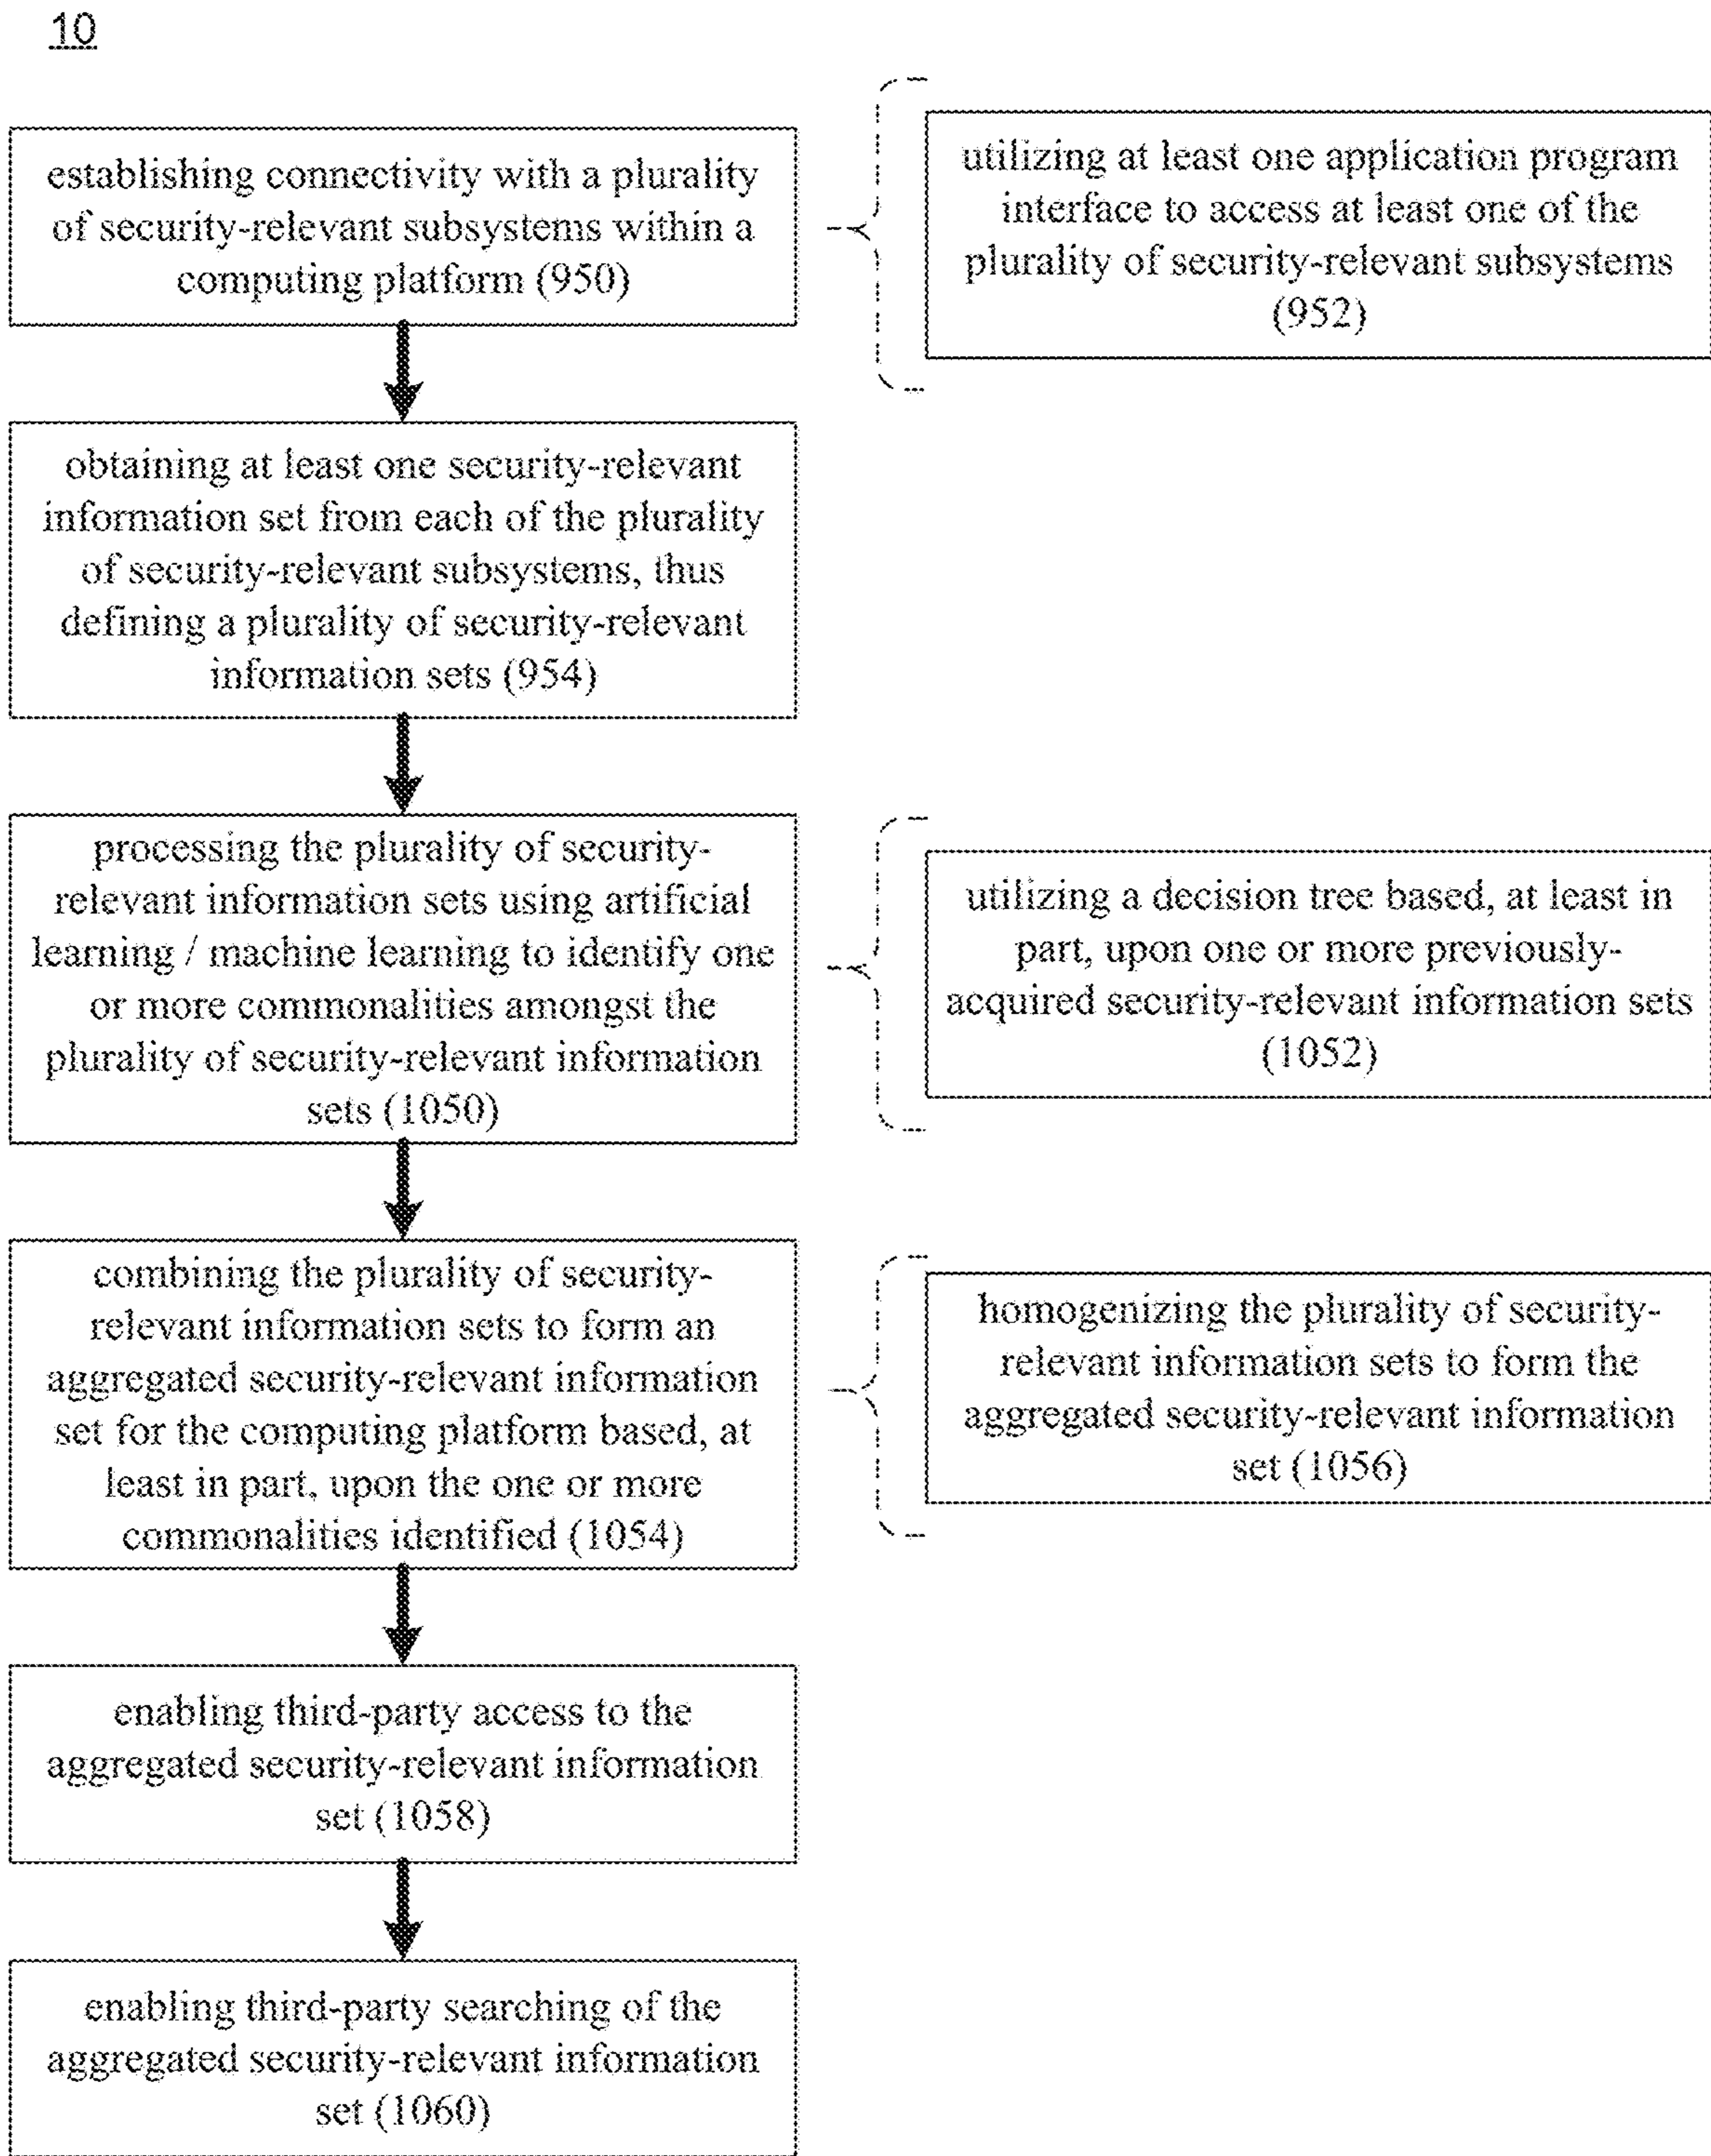 10
establishing connectivity with a plurality
of security-relevant subsystems within a
computing platform (950)
utilizing at least one application program
interface to access at least one of the
plurality of security-relevant subsystems
(952)
obtaining at least one security-relevant
information set from each of the plurality
of security-relevant subsystems, thus
defining a plurality of security-relevant
information sets (954)
processing the plurality of security-
relevant information sets using artificial
learning / machine learning to identify one
or more commonalities amongst the
plurality of security-relevant information
sets (1050)
utilizing a decision tree based, at least in
part, upon one or more previously-
acquired security-relevant information sets
(1052)
combining the plurality of security-
relevant information sets to form an
aggregated security-relevant information
set for the computing platform based, at
least in part, upon the one or more
commonalities identified (1054)
homogenizing the plurality of security-
relevant information sets to form the
aggregated security-relevant information
set (1056)
enabling third-party access to the
aggregated security-relevant information
set (1058)
enabling third-party searching of the
aggregated security-relevant information
set (1060)